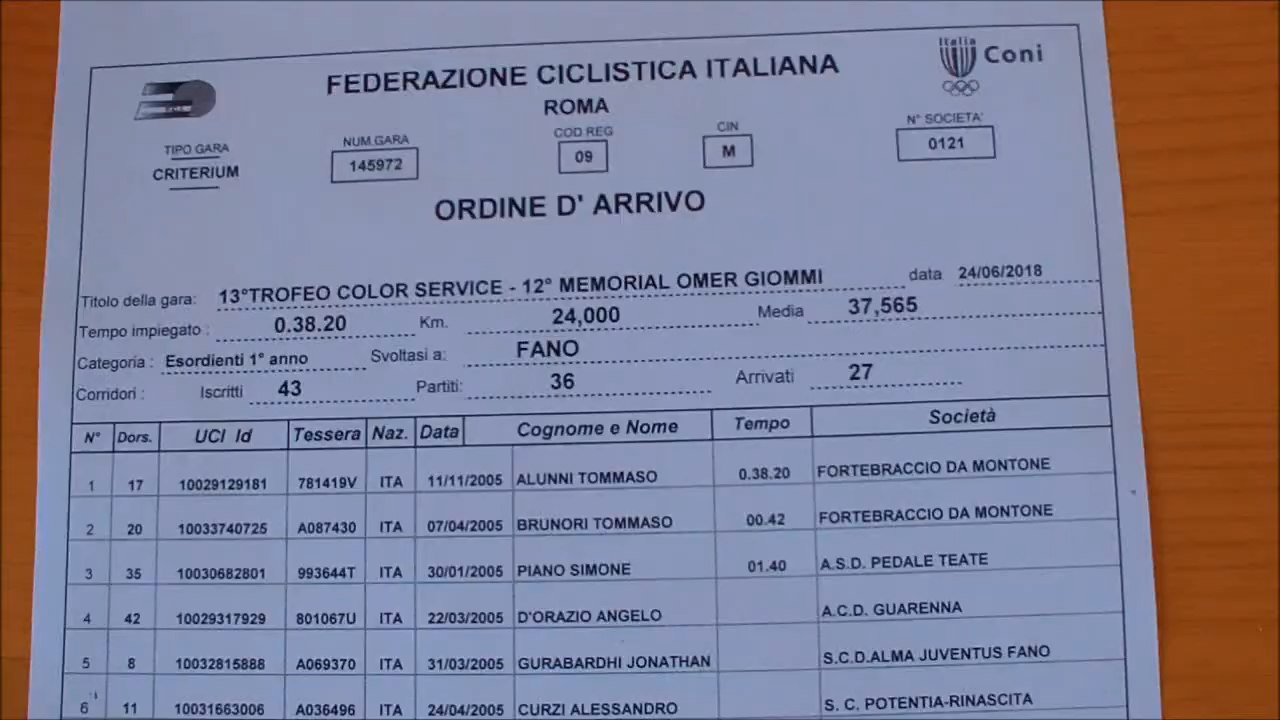 FEDERAZIONE CICLISTICA ITALIANA
Italia Coni
ROMA
TIPO GARA NUM.GARA COD REG CIN N° SOCIETA'
CRITERIUM 145972 09 M 0121
ORDINE D' ARRIVO
Titolo della gara: 13°TROFEO COLOR SERVICE - 12° MEMORIAL OMER GIOMMI data 24/06/2018
Tempo impiegato : 0.38.20 Km. 24,000 Media 37,565
Categoria : Esordienti 1° anno Svoltasi a: FANO
Corridori : Iscritti 43 Partiti: 36 Arrivati 27
N° Dors. UCI Id Tessera Naz. Data Cognome e Nome Tempo Società
1 17 10029129181 781419V ITA 11/11/2005 ALUNNI TOMMASO 0.38.20 FORTEBRACCIO DA MONTONE
2 20 10033740725 A087430 ITA 07/04/2005 BRUNORI TOMMASO 00.42 FORTEBRACCIO DA MONTONE
3 35 10030682801 993644T ITA 30/01/2005 PIANO SIMONE 01.40 A.S.D. PEDALE TEATE
4 42 10029317929 801067U ITA 22/03/2005 D'ORAZIO ANGELO A.C.D. GUARENNA
5 8 10032815888 A069370 ITA 31/03/2005 GURABARDHI JONATHAN S.C.D.ALMA JUVENTUS FANO
6 11 10031663006 A036496 ITA 24/04/2005 CURZI ALESSANDRO S. C. POTENTIA-RINASCITA